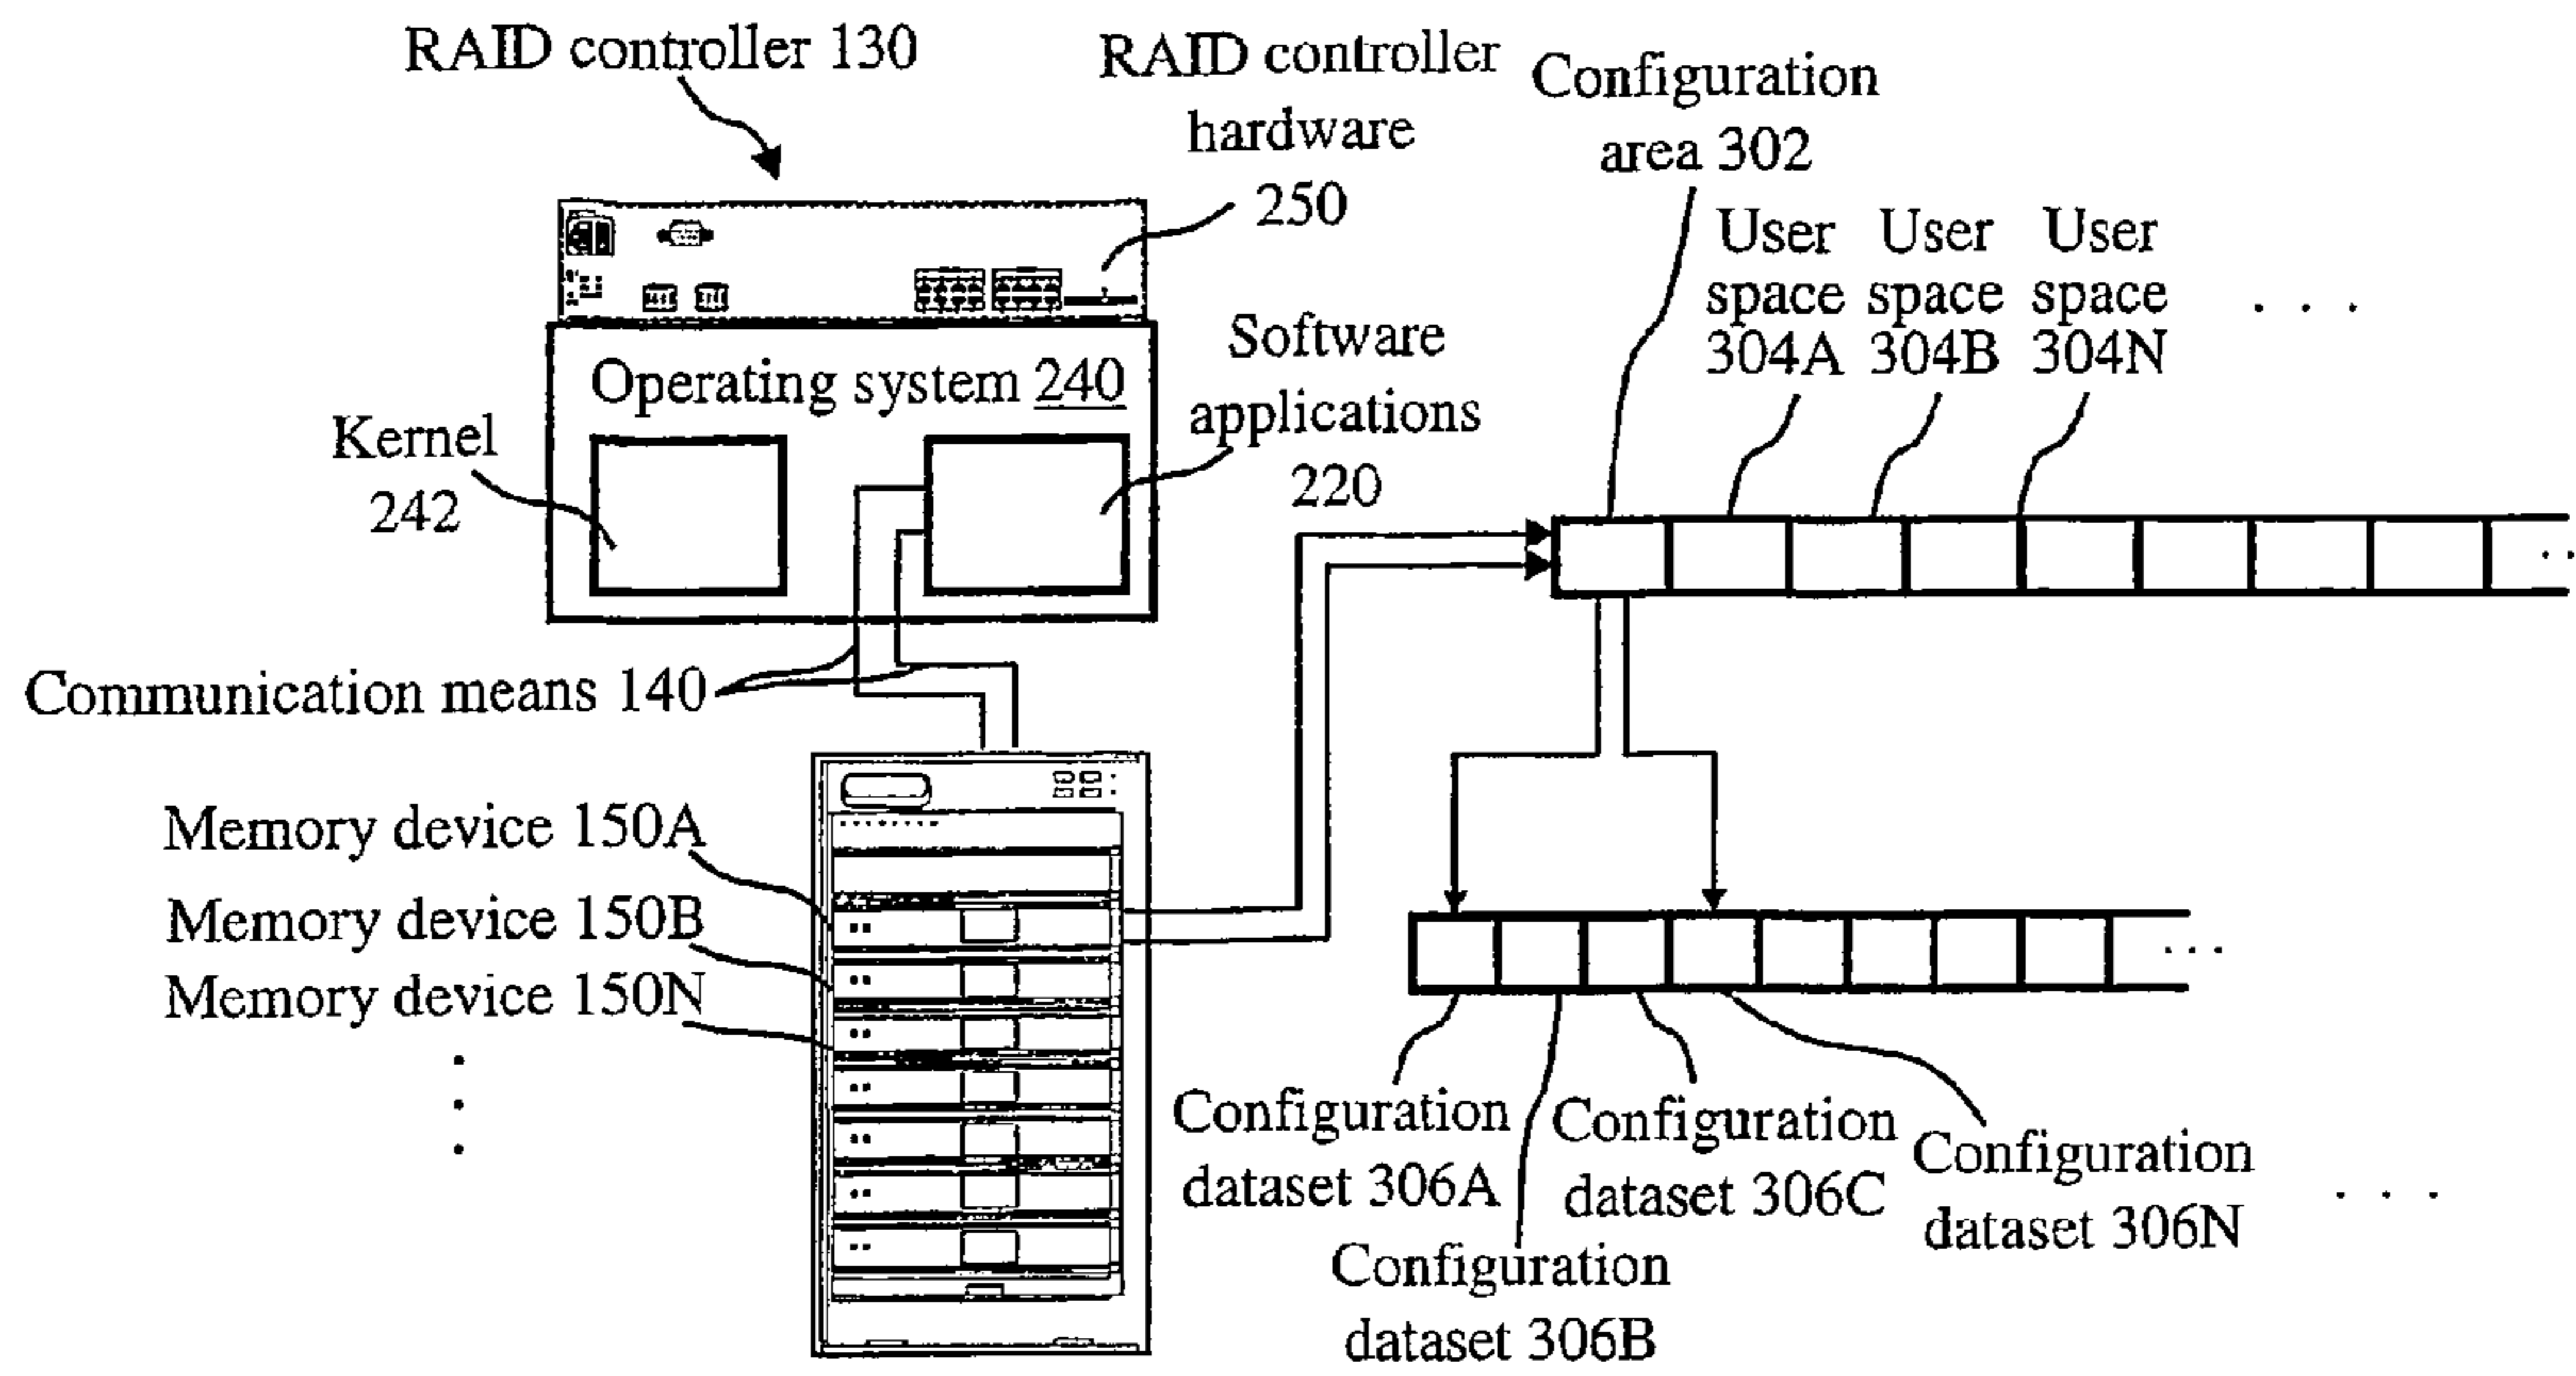 RAID controller 130
RAID controller
hardware
250
Configuration
area 302
User
space
304A
User
space
304B
User
space
304N
. . .
Operating system 240
Software
applications
220
Kernel
242
. .
Communication means 140
Memory device 150A
Memory device 150B
Memory device 150N
. . .
. . .
Configuration
dataset 306A
Configuration
dataset 306B
Configuration
dataset 306C
Configuration
dataset 306N
. . .